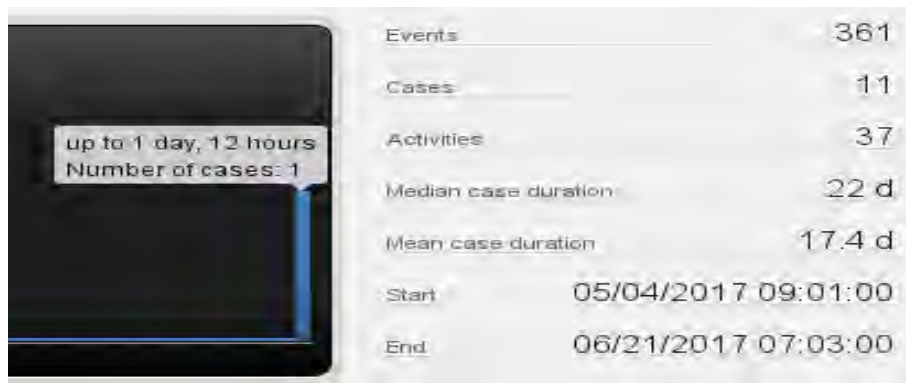 up to 1 day, 12 hours
Number of cases: 1
Events 361
Cases 11
Activities 37
Median case duration 22 d
Mean case duration 17.4 d
Start 05/04/2017 09:01:00
End 06/21/2017 07:03:00